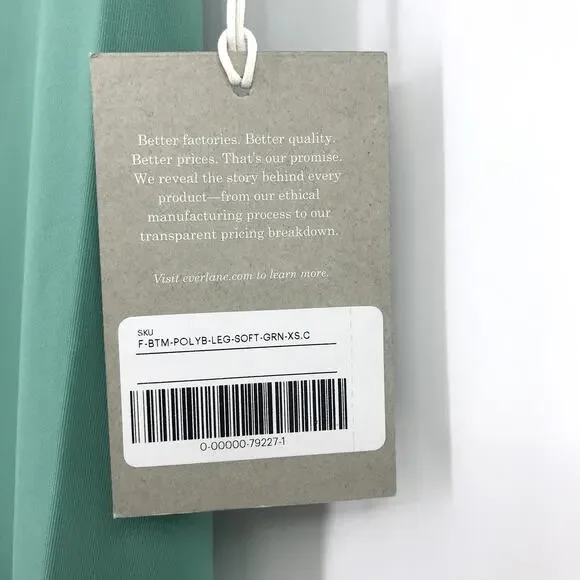 Better factories. Better quality.
Better prices. That's our promise.
We reveal the story behind every
product—from our ethical
manufacturing process to our
transparent pricing breakdown.
Visit everlane.com to learn more.
SKU
F-BTM-POLYB-LEG-SOFT-GRN-XS.C
0-00000-79227-1